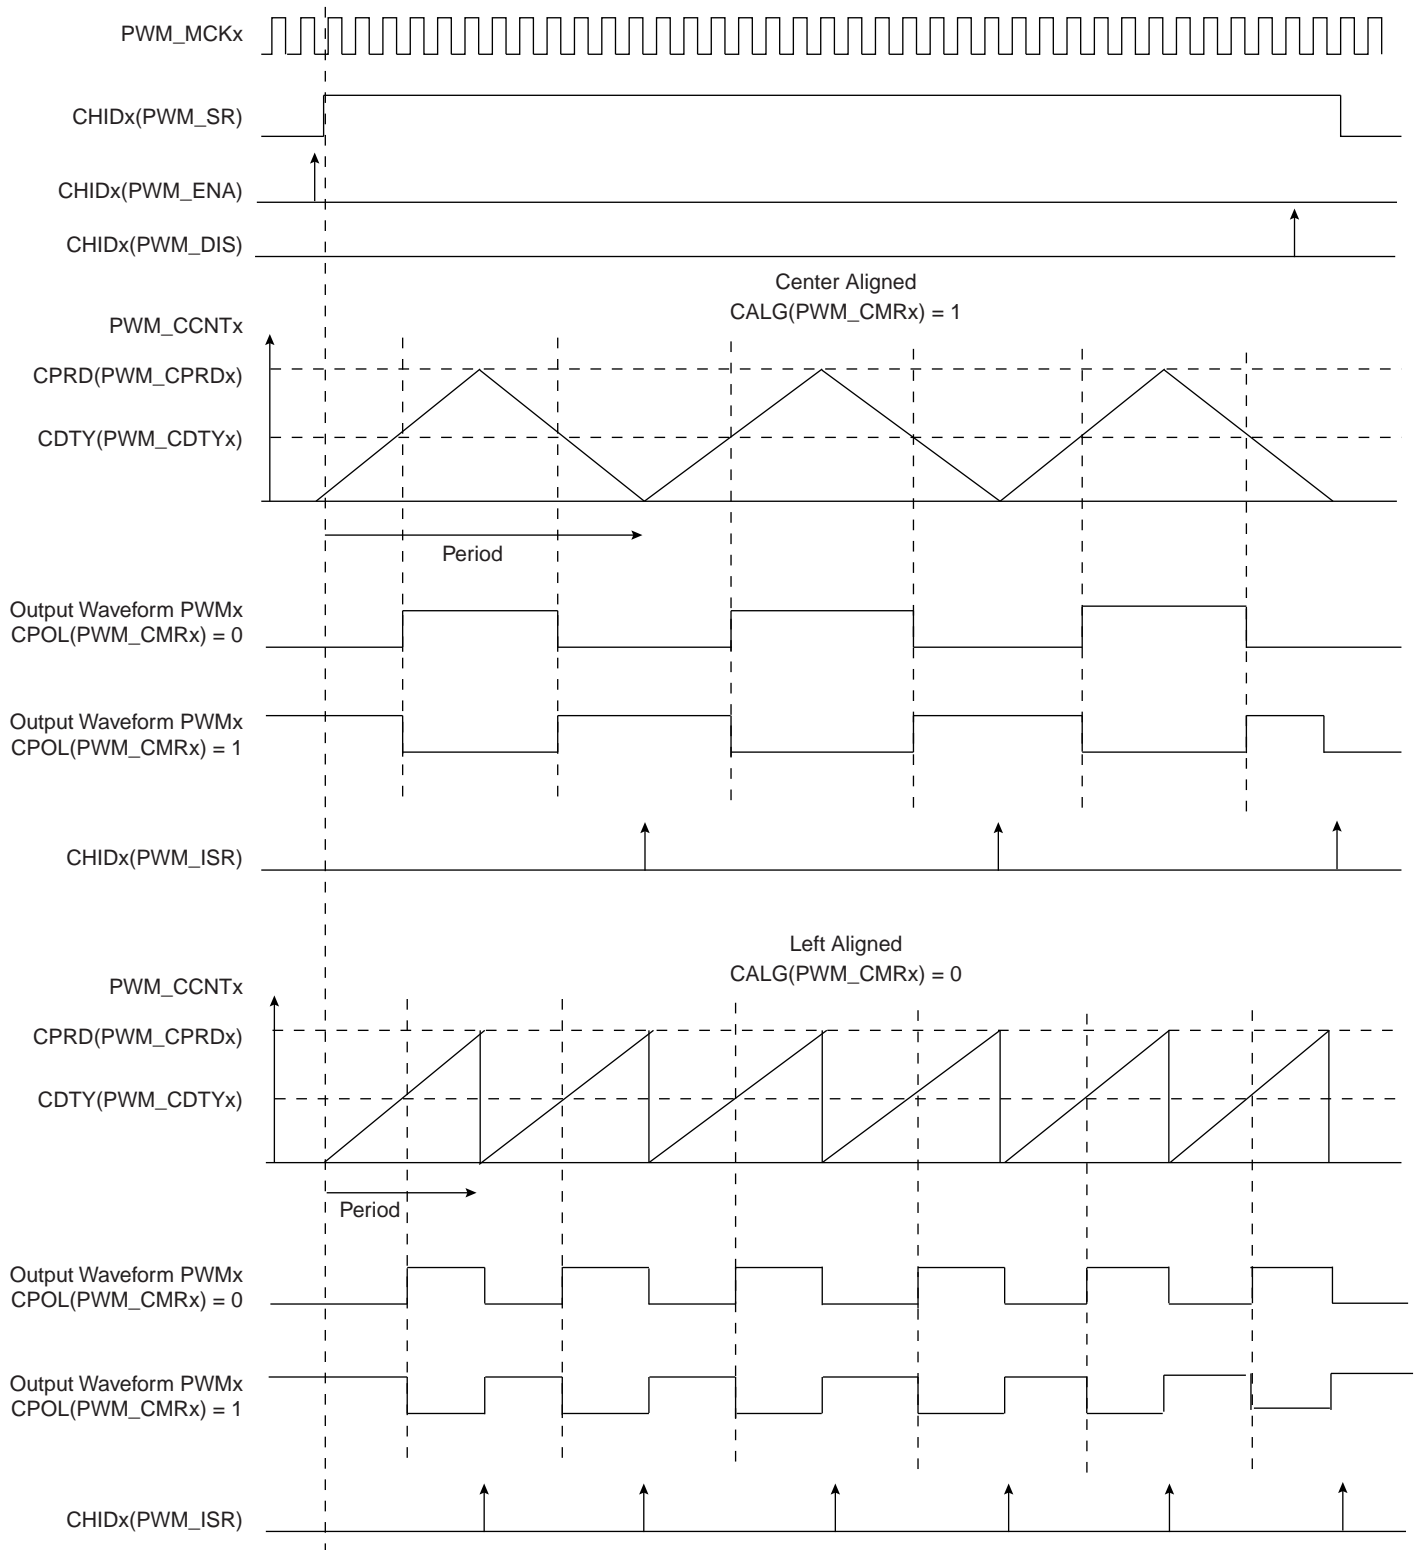 PWM_MCKx
CHIDx(PWM_SR)
CHIDx(PWM_ENA)
CHIDx(PWM_DIS)
Center Aligned
CALG(PWM_CMRx) = 1
PWM_CCNTx
CPRD(PWM_CPRDx)
CDTY(PWM_CDTYx)
Period
Output Waveform PWMx
CPOL(PWM_CMRx) = 0
Output Waveform PWMx
CPOL(PWM_CMRx) = 1
CHIDx(PWM_ISR)
Left Aligned
CALG(PWM_CMRx) = 0
PWM_CCNTx
CPRD(PWM_CPRDx)
CDTY(PWM_CDTYx)
Period
Output Waveform PWMx
CPOL(PWM_CMRx) = 0
Output Waveform PWMx
CPOL(PWM_CMRx) = 1
CHIDx(PWM_ISR)